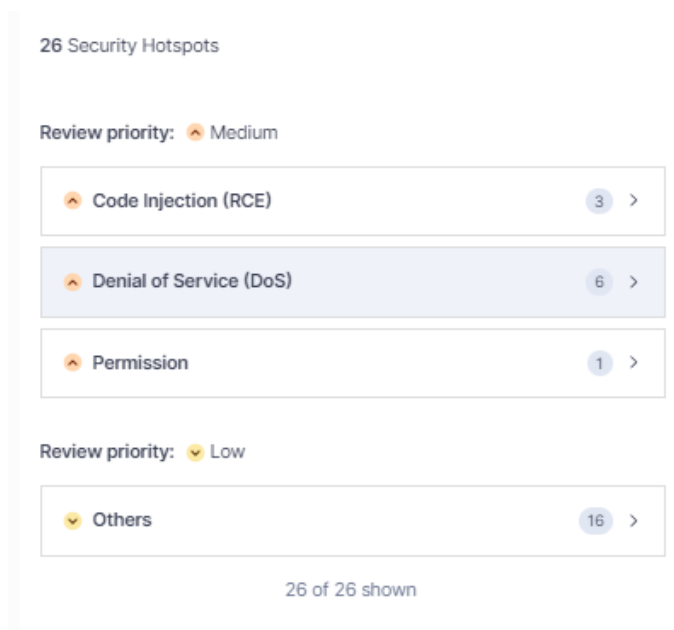 26 Security Hotspots
Review priority: Medium
Code Injection (RCE) 3
Denial of Service (DoS) 6
Permission 1
Review priority: Low
Others 16
26 of 26 shown